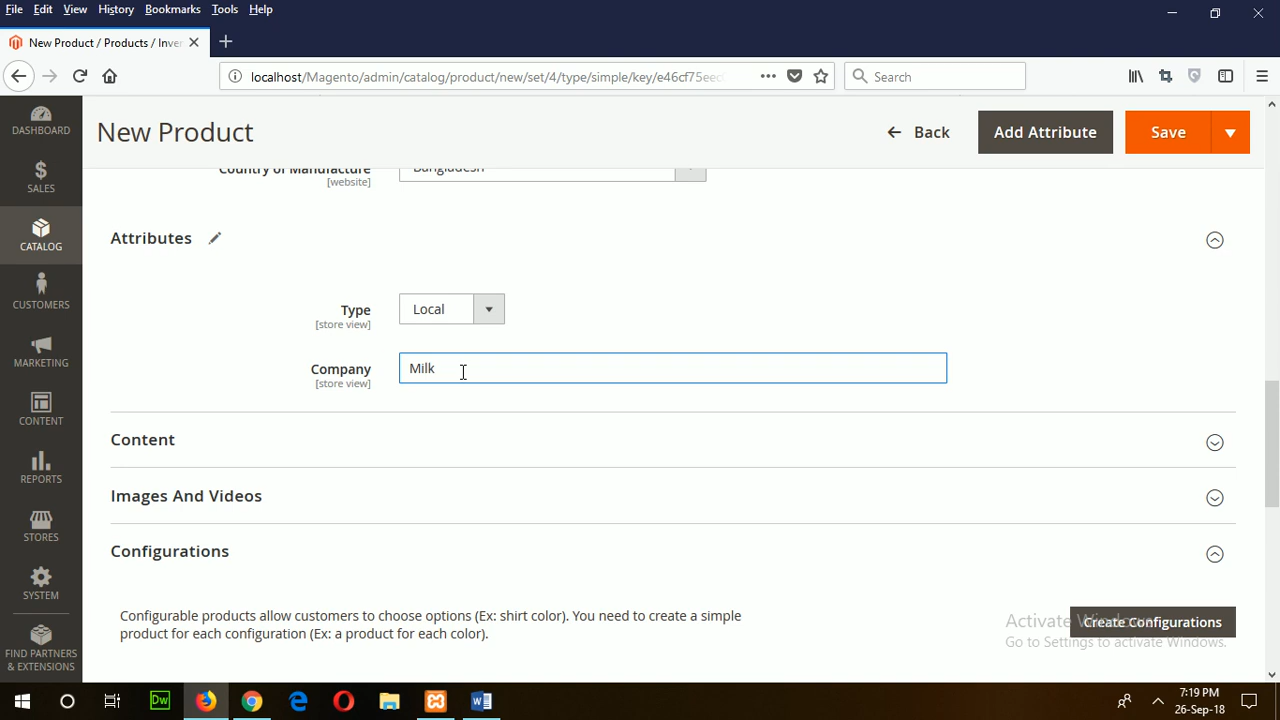 File Edit View History Bookmarks Tools Help
New Product / Products / Inven
localhost/Magento/admin/catalog/product/new/set/4/type/simple/key/e46cf75eec
Search
DASHBOARD
SALES
CATALOG
CUSTOMERS
MARKETING
CONTENT
REPORTS
STORES
SYSTEM
FIND PARTNERS
& EXTENSIONS
New Product
Back
Add Attribute
Save
Country of Manufacture
[website]
Bangladesh
Attributes
Type
[store view]
Local
Company
[store view]
Milk
Content
Images And Videos
Configurations
Configurable products allow customers to choose options (Ex: shirt color). You need to create a simple
product for each configuration (Ex: a product for each color).
Create Configurations
Activate Windows
Go to Settings to activate Windows.
Dw
7:19 PM
26-Sep-18